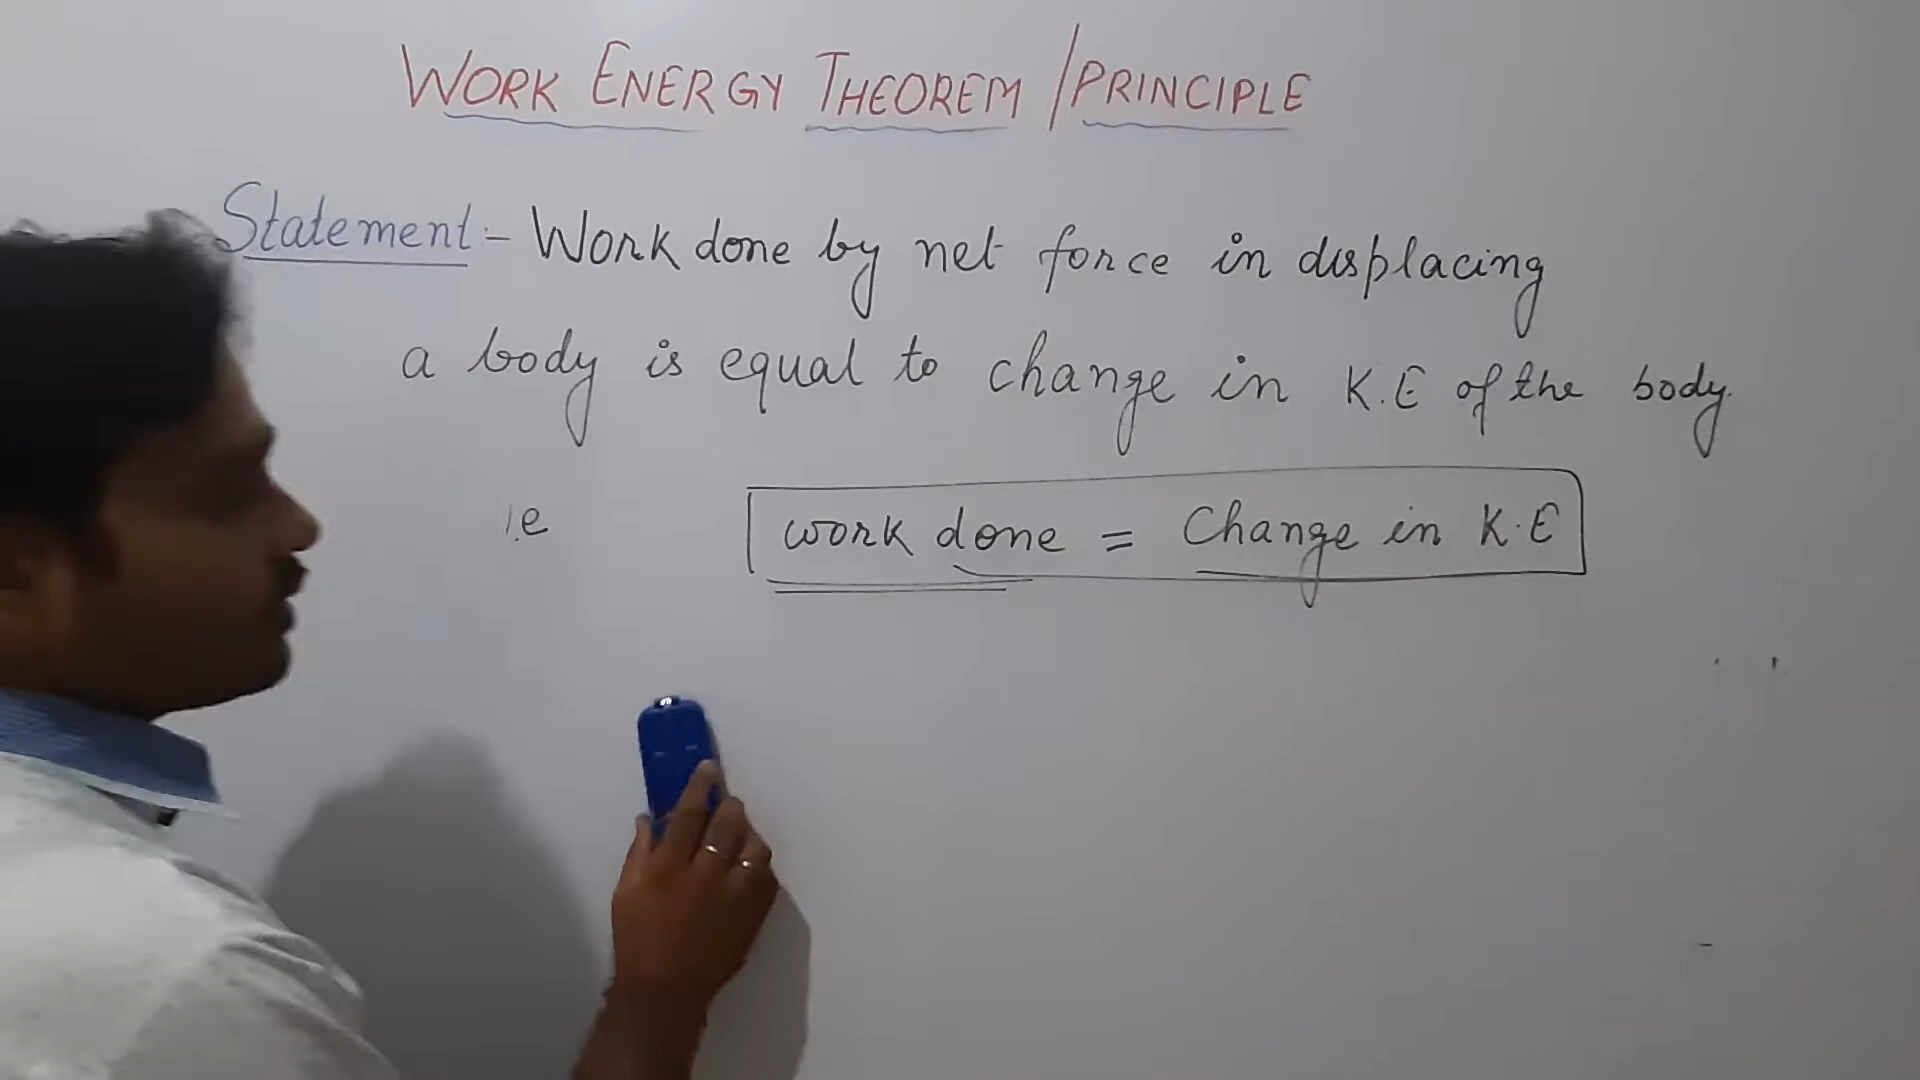 WORK ENERGY THEOREM / PRINCIPLE
Statement :- Work done by net force in displacing
a body is equal to change in K.E of the body.
i.e work done = Change in K.E